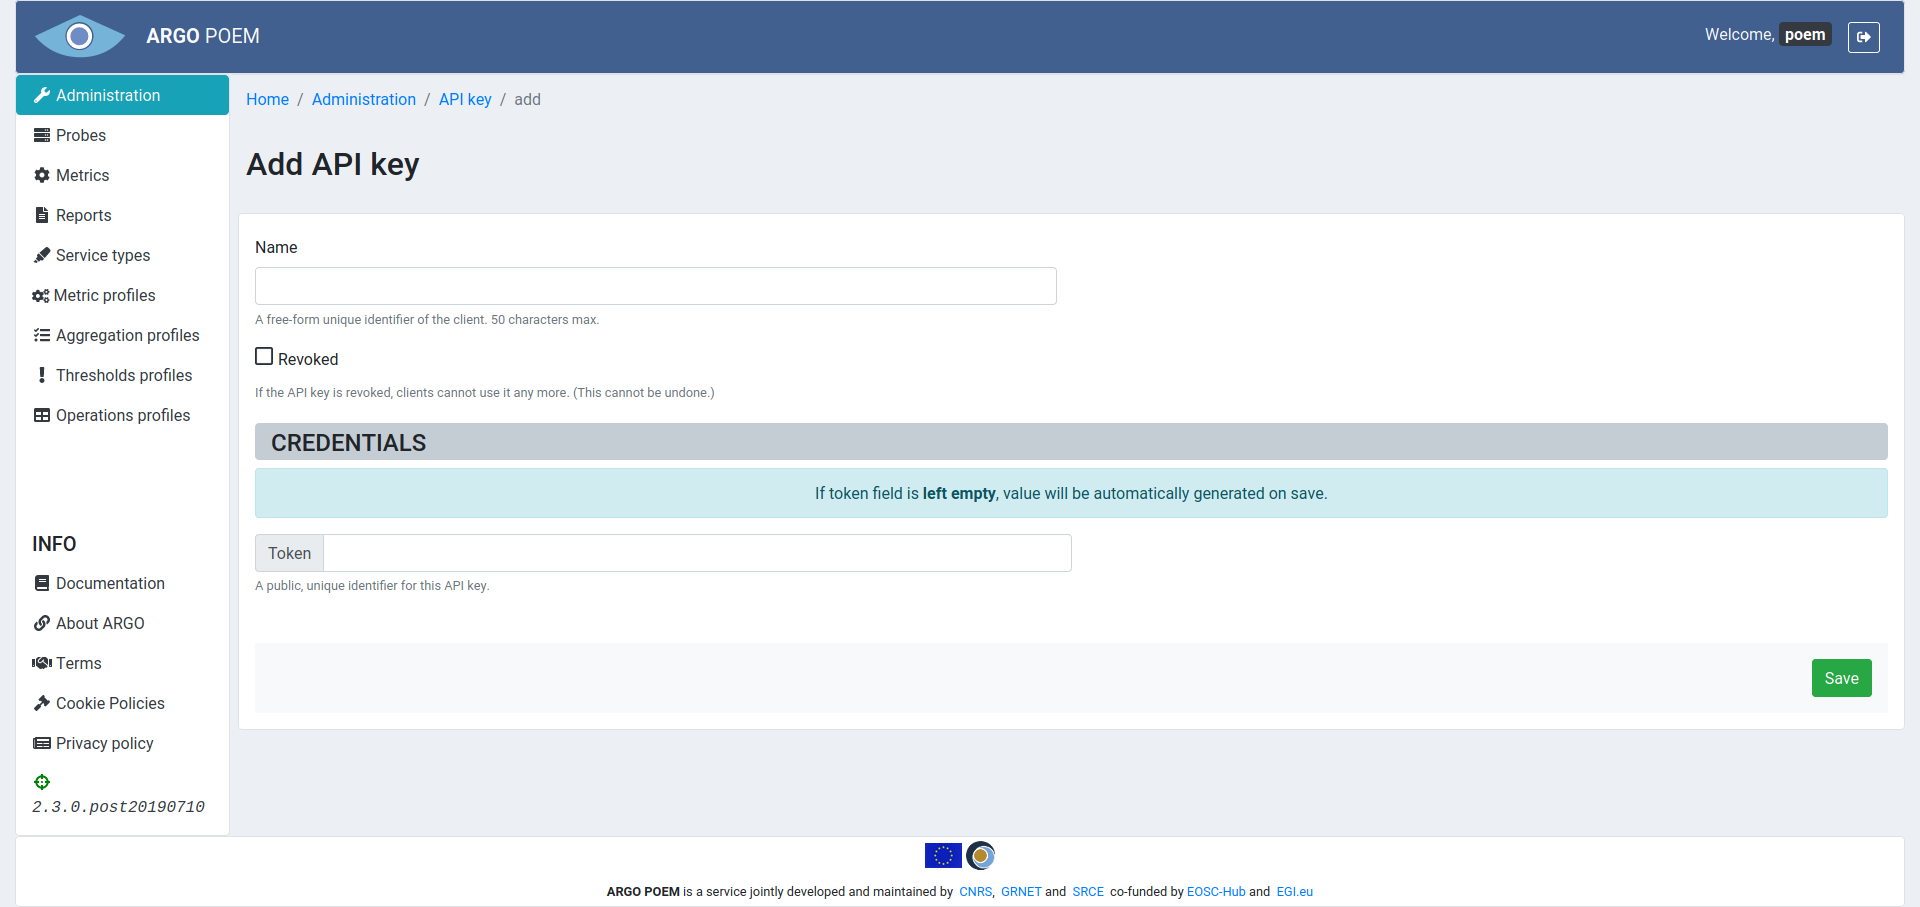 ARGO POEM
Welcome, poem
Administration
Probes
Metrics
Reports
Service types
Metric profiles
Aggregation profiles
Thresholds profiles
Operations profiles
INFO
Documentation
About ARGO
Terms
Cookie Policies
Privacy policy
2.3.0.post20190710
Home / Administration / API key / add
Add API key
Name
A free-form unique identifier of the client. 50 characters max.
Revoked
If the API key is revoked, clients cannot use it any more. (This cannot be undone.)
CREDENTIALS
If token field is left empty, value will be automatically generated on save.
Token
A public, unique identifier for this API key.
Save
ARGO POEM is a service jointly developed and maintained by CNRS, GRNET and SRCE co-funded by EOSC-Hub and EGI.eu